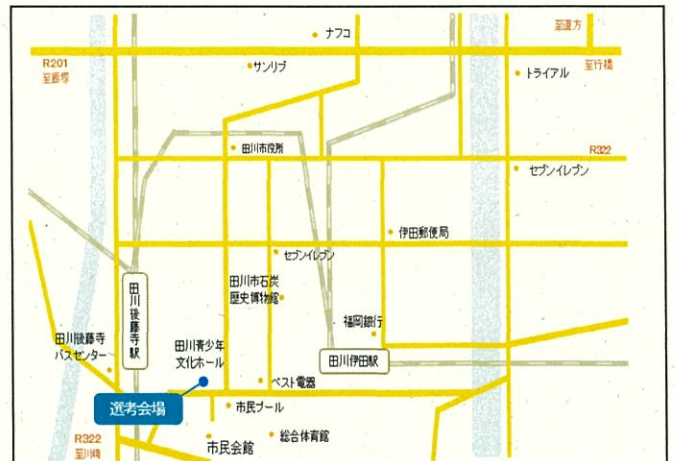 ナフコ
至直方
R201
至飯塚
サンリブ
トライアル
至行橋
田川市役所
R322
セブンイレブン
伊田郵便局
セブンイレブン
田川市石炭
歴史博物館
田川後藤寺駅
福岡銀行
田川後藤寺
バスセンター
田川青少年
文化ホール
田川伊田駅
ベスト電器
選考会場
市民プール
R322
至川崎
市民会館
総合体育館